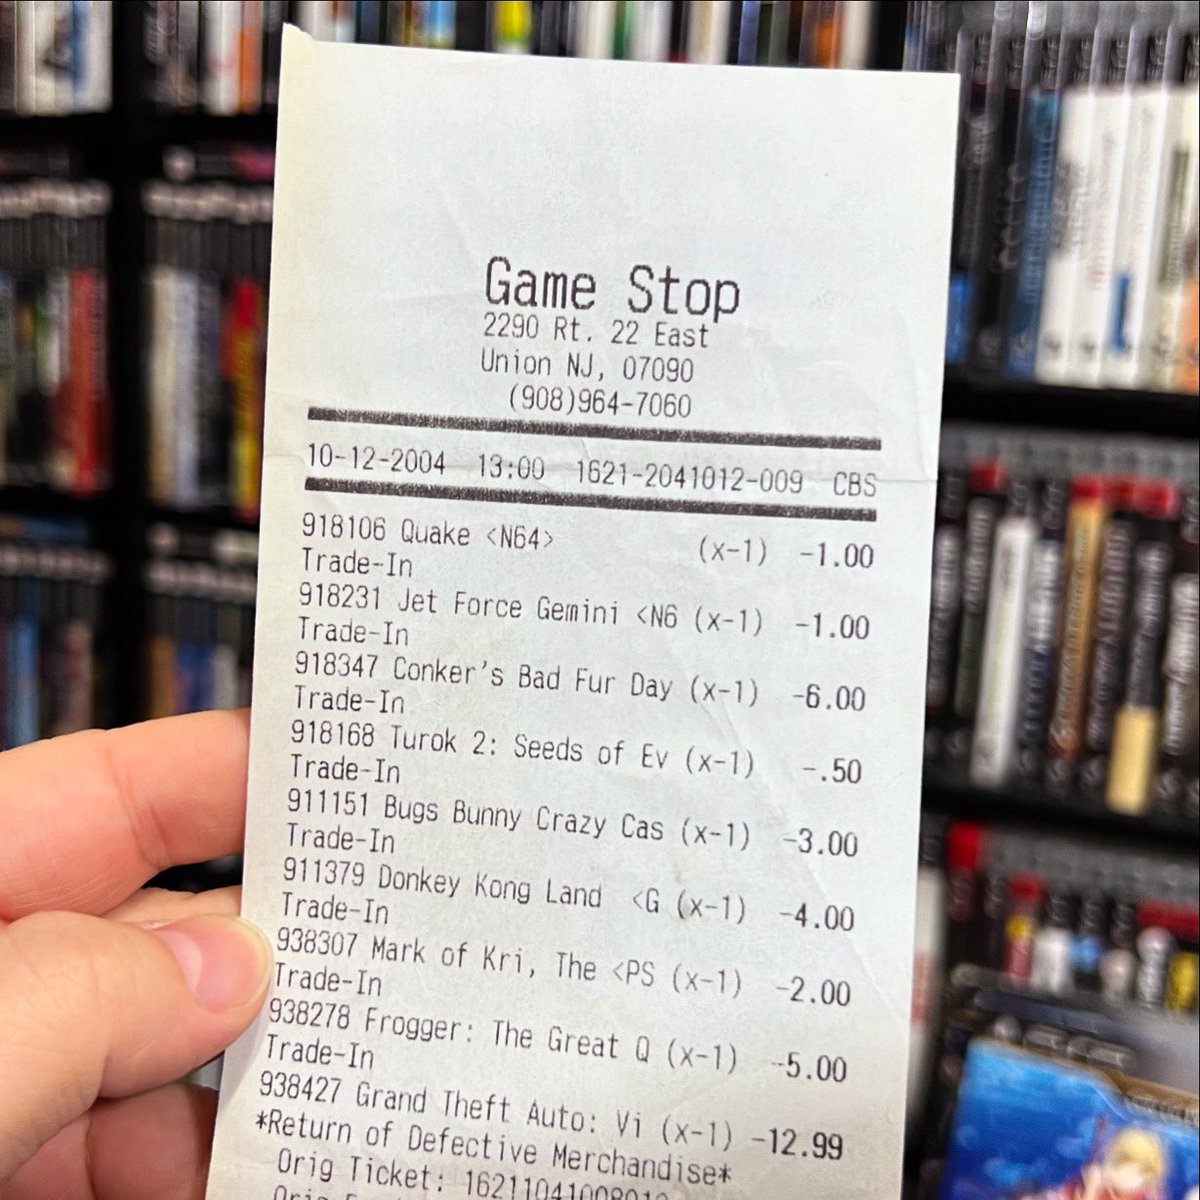 Game Stop
2290 Rt. 22 East
Union NJ, 07090
(908)964-7060
10-12-2004 13:00 1621-2041012-009 CBS
918106 Quake <N64> (x-1) -1.00
Trade-In
918231 Jet Force Gemini <N6 (x-1) -1.00
Trade-In
918347 Conker's Bad Fur Day (x-1) -6.00
Trade-In
918168 Turok 2: Seeds of Ev (x-1) -.50
Trade-In
911151 Bugs Bunny Crazy Cas (x-1) -3.00
Trade-In
911379 Donkey Kong Land <G (x-1) -4.00
Trade-In
938307 Mark of Kri, The <PS (x-1) -2.00
Trade-In
938278 Frogger: The Great Q (x-1) -5.00
Trade-In
938427 Grand Theft Auto: Vi (x-1) -12.99
*Return of Defective Merchandise*
Orig Ticket:
Orig